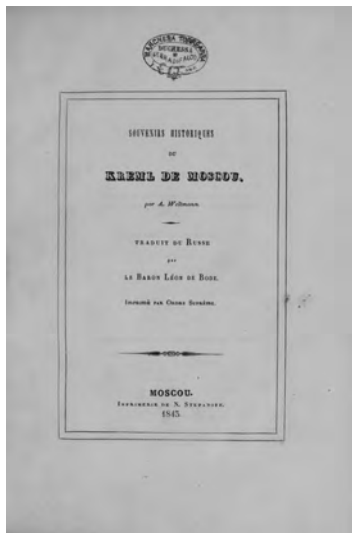 DUCHESSA
SOUVENIRS HISTORIQUES
DU
KREML DE MOSCOU,
par A. Weltmann.
TRADUIT DU RUSSE
par
LE BARON LÉON DE BODE.
IMPRIMÉ PAR ORDRE SUPRÊME.
MOSCOU.
IMPRIMERIE DE N. STEPANOFF.
1843